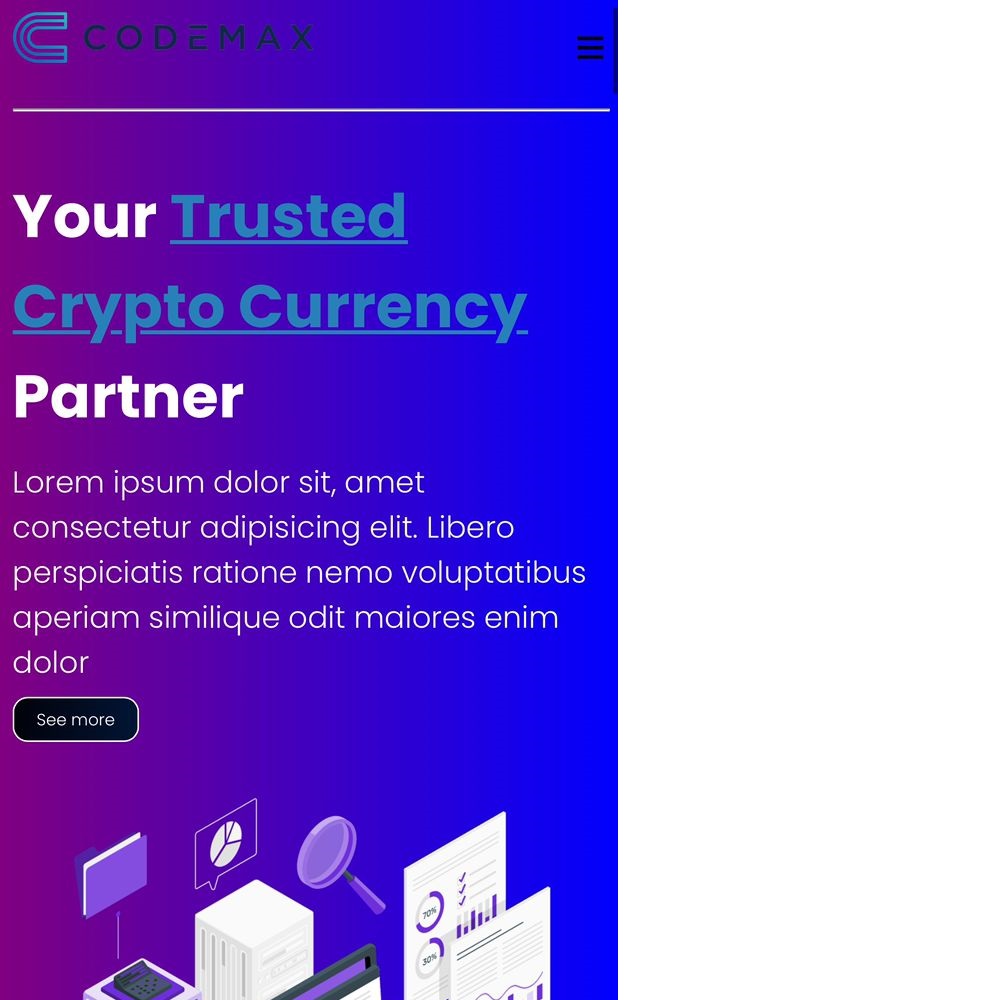 CODEMAX
Your Trusted
Crypto Currency
Partner
Lorem ipsum dolor sit, amet
consectetur adipisicing elit. Libero
perspiciatis ratione nemo voluptatibus
aperiam similique odit maiores enim
dolor
See more
70%
30%